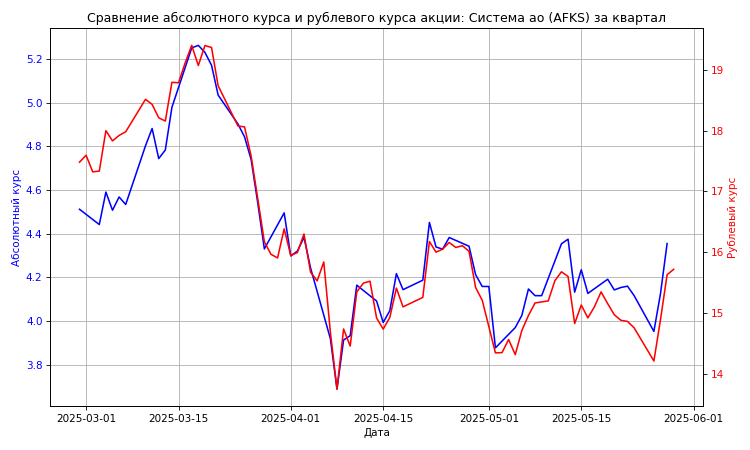 Сравнение абсолютного курса и рублевого курса акции: Система ао (AFKS) за квартал
5.2
5.0
4.8
4.6
4.4
4.2
4.0
3.8
Абсолютный курс
19
18
17
16
15
14
Рублевый курс
2025-03-01 2025-03-15 2025-04-01 2025-04-15 2025-05-01 2025-05-15 2025-06-01
Дата